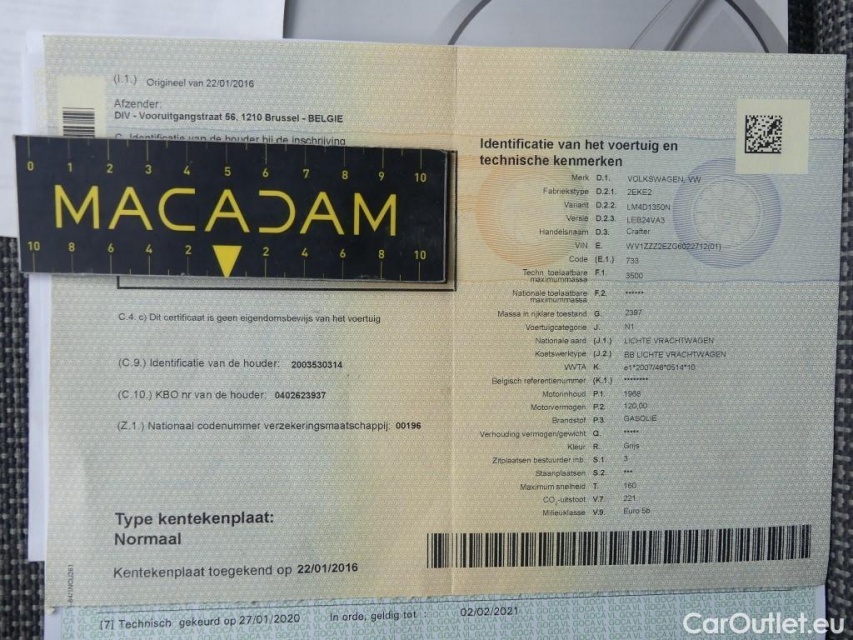 (I.1.) Origineel van 22/01/2016
Afzender:
DIV - Vooruitgangstraat 56, 1210 Brussel - BELGIE
C. Identificatie van de houder bij de inschrijving
0 1 2 3 4 5 6 7 8 9 10
MACADAM
10 8 6 4 2 2 4 6 8 10
C.4. c) Dit certificaat is geen eigendomsbewijs van het voertuig
(C.9.) Identificatie van de houder: 2003530314
(C.10.) KBO nr van de houder: 0402623937
(Z.1.) Nationaal codenummer verzekeringsmaatschappij: 00196
Type kentekenplaat:
Normaal
Kentekenplaat toegekend op 22/01/2016
Identificatie van het voertuig en
technische kenmerken
Merk D.1. VOLKSWAGEN, VW
Fabriekstype D.2.1. 2EKE2
Variant D.2.2. LM4D1350N
Versie D.2.3. LEB24VA3
Handelsnaam D.3. Crafter
VIN E. WV1ZZZ2EZG6022712(01)
Code (E.1.) 733
Techn. toelaatbare maximummassa F.1. 3500
Nationale toelaatbare maximummassa F.2. ******
Massa in rijklare toestand G. 2397
Voertuigcategorie J. N1
Nationale aard (J.1.) LICHTE VRACHTWAGEN
Koetswerktype (J.2.) BB LICHTE VRACHTWAGEN
WVTA K. e1*2007/46*0514*10
Belgisch referentienummer (K.1.) ********
Motorinhoud P.1. 1968
Motorvermogen P.2. 120,00
Brandstof P.3. GASOLIE
Verhouding vermogen/gewicht Q. *****
Kleur R. Grijs
Zitplaatsen bestuurder inb. S.1. 3
Staanplaatsen S.2. ***
Maximum snelheid T. 160
CO₂-uitstoot V.7. 221
Milieuklasse V.9. Euro 5b
[7] Technisch gekeurd op 27/01/2020 In orde, geldig tot : 02/02/2021
CarOutlet.eu